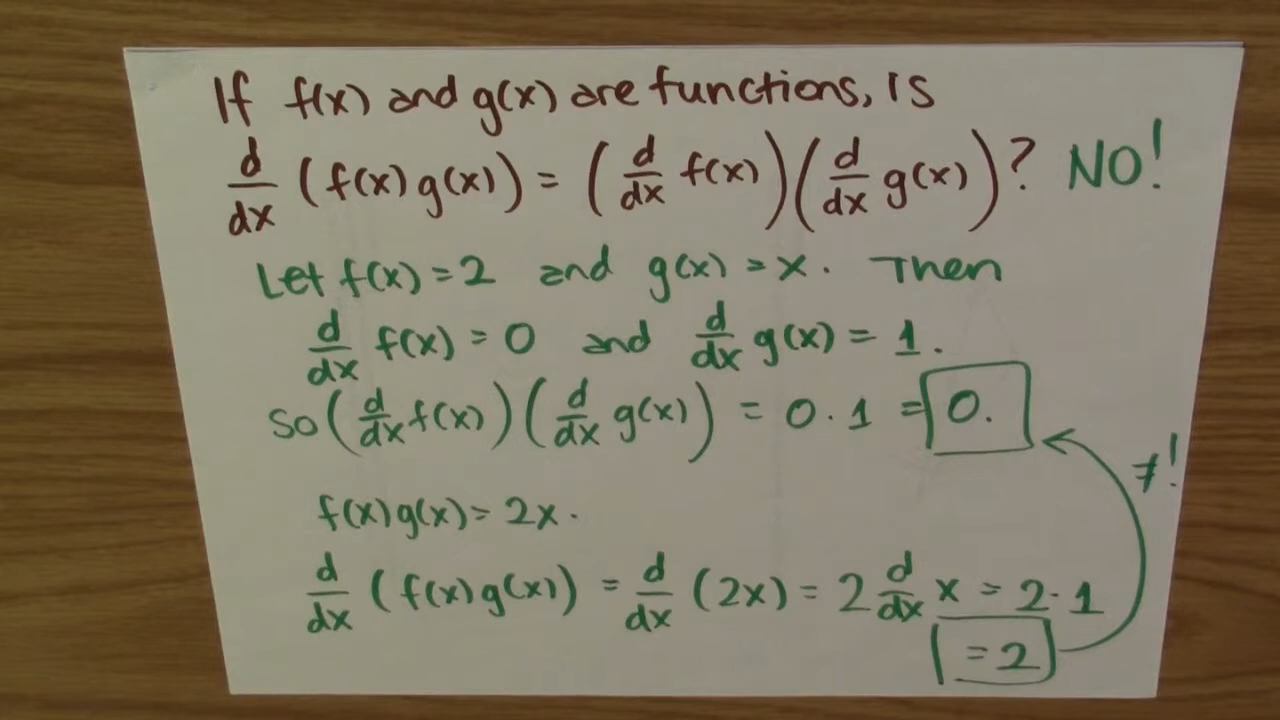 If f(x) and g(x) are functions, is
d/dx (f(x) g(x)) = (d/dx f(x)) (d/dx g(x))? NO!
Let f(x) = 2 and g(x) = x. Then
d/dx f(x) = 0 and d/dx g(x) = 1.
So (d/dx f(x)) (d/dx g(x)) = 0 · 1 = 0.
≠!
f(x)g(x) = 2x.
d/dx (f(x)g(x)) = d/dx (2x) = 2 d/dx x = 2 · 1
= 2